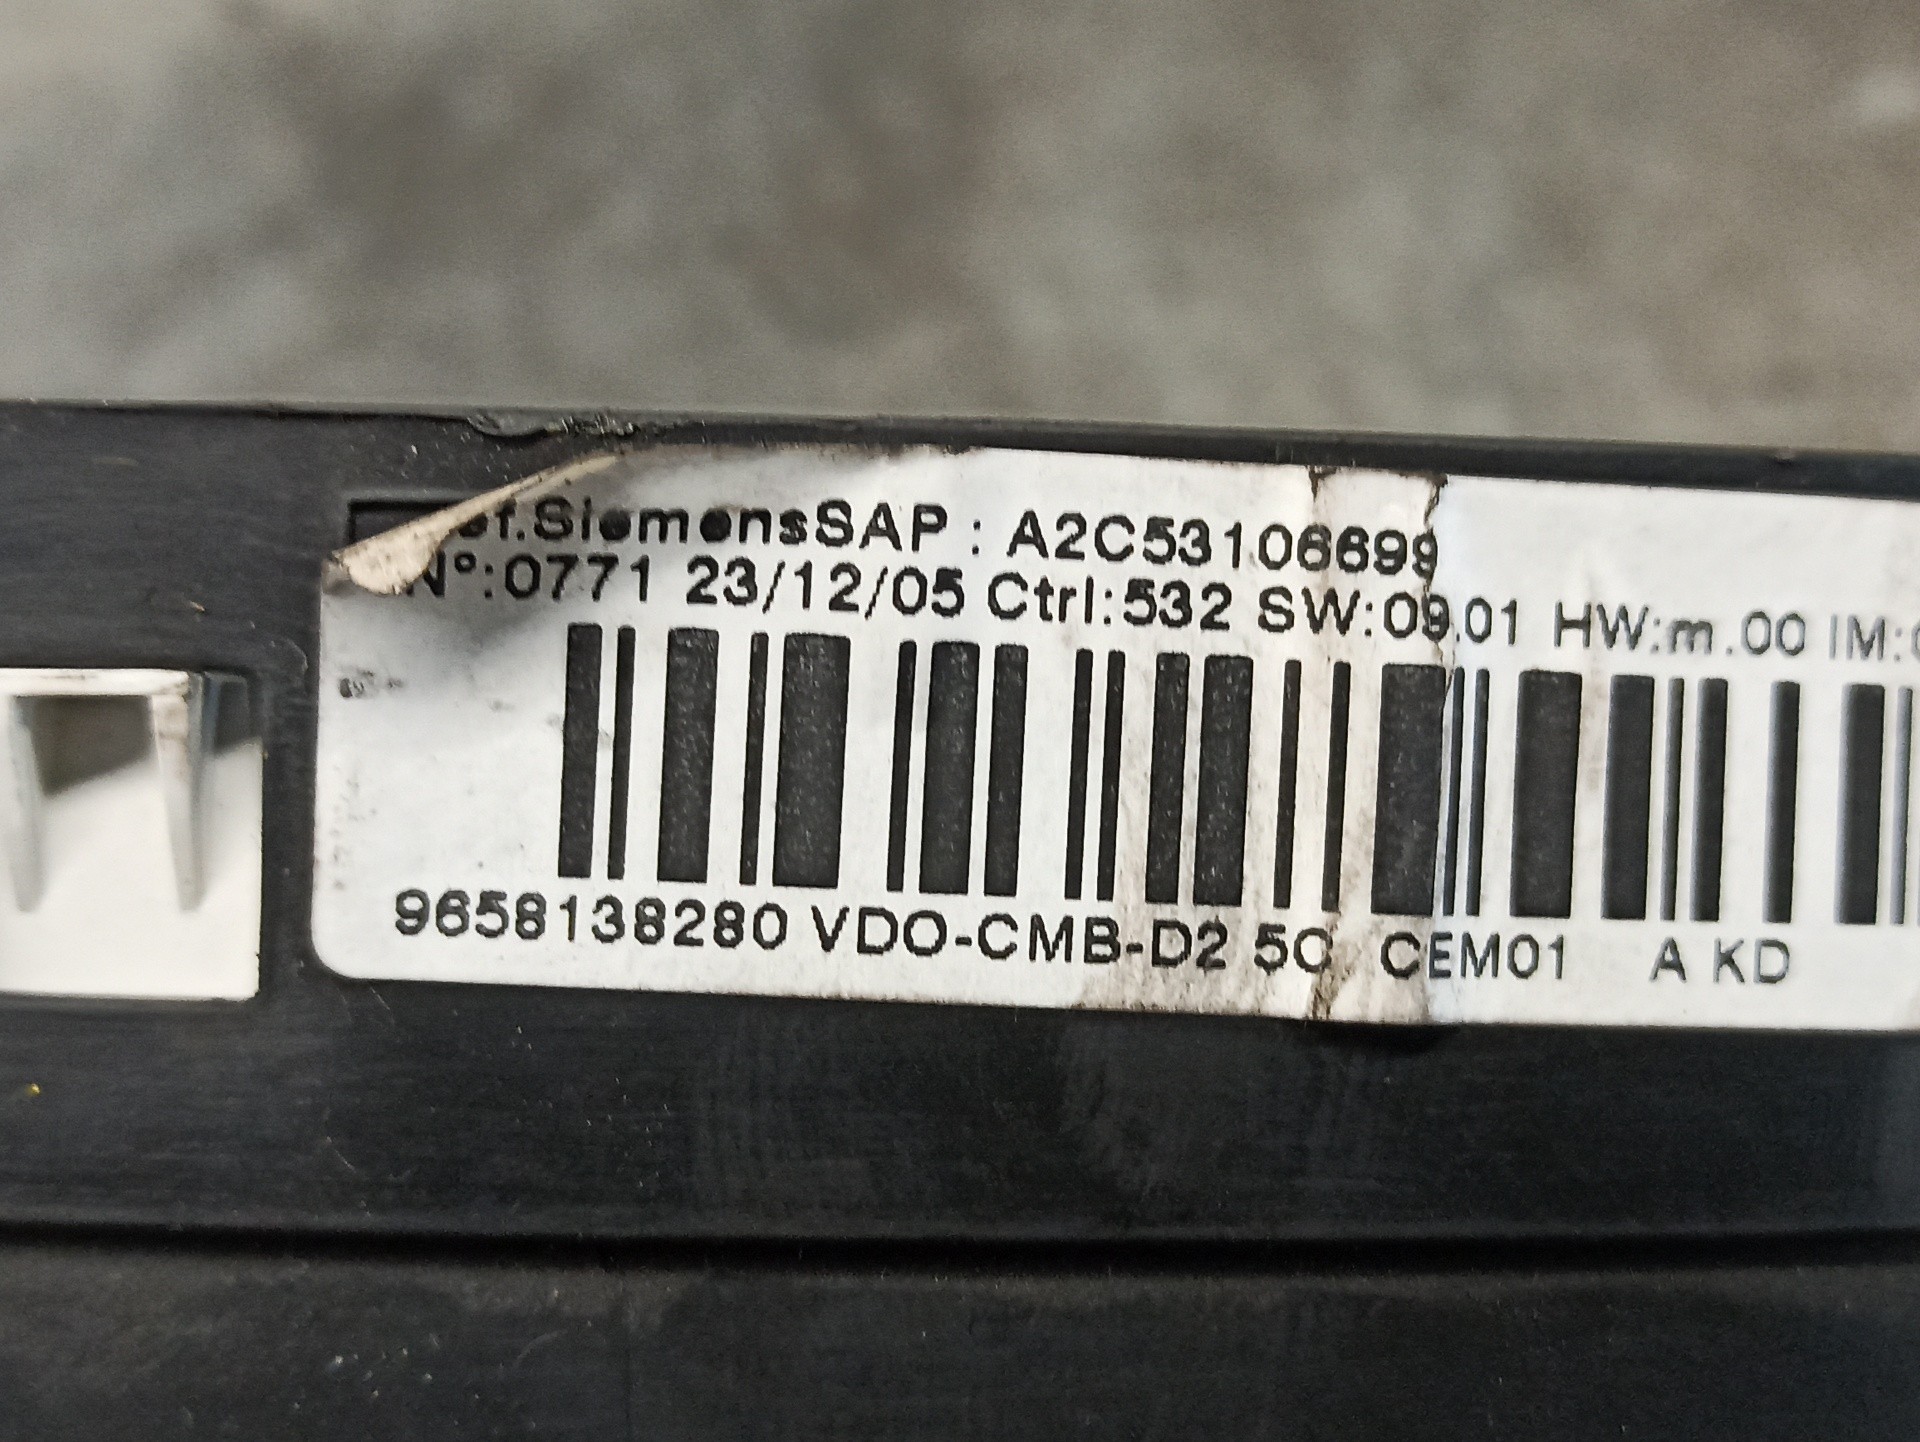 ef.SiemensSAP : A2C53106699
N°:0771 23/12/05 Ctrl:532 SW:09.01 HW:m.00 IM:
9658138280 VDO-CMB-D2 5C CEM01 A KD